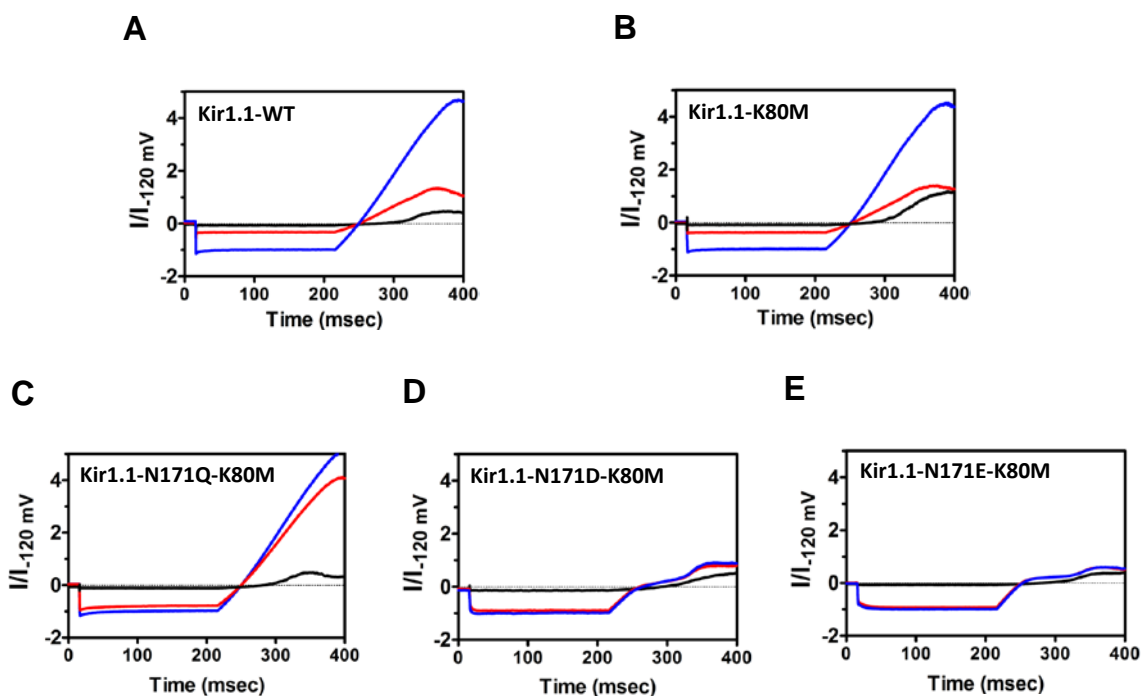 A
B
Kir1.1-WT
I/I-120 mV
4
2
0
-2
0 100 200 300 400
Time (msec)
Kir1.1-K80M
I/I-120 mV
4
2
0
-2
0 100 200 300 400
Time (msec)
C
D
E
Kir1.1-N171Q-K80M
I/I-120 mV
4
2
0
-2
0 100 200 300 400
Time (msec)
Kir1.1-N171D-K80M
I/I-120 mV
4
2
0
-2
0 100 200 300 400
Time (msec)
Kir1.1-N171E-K80M
I/I-120 mV
4
2
0
-2
0 100 200 300 400
Time (msec)